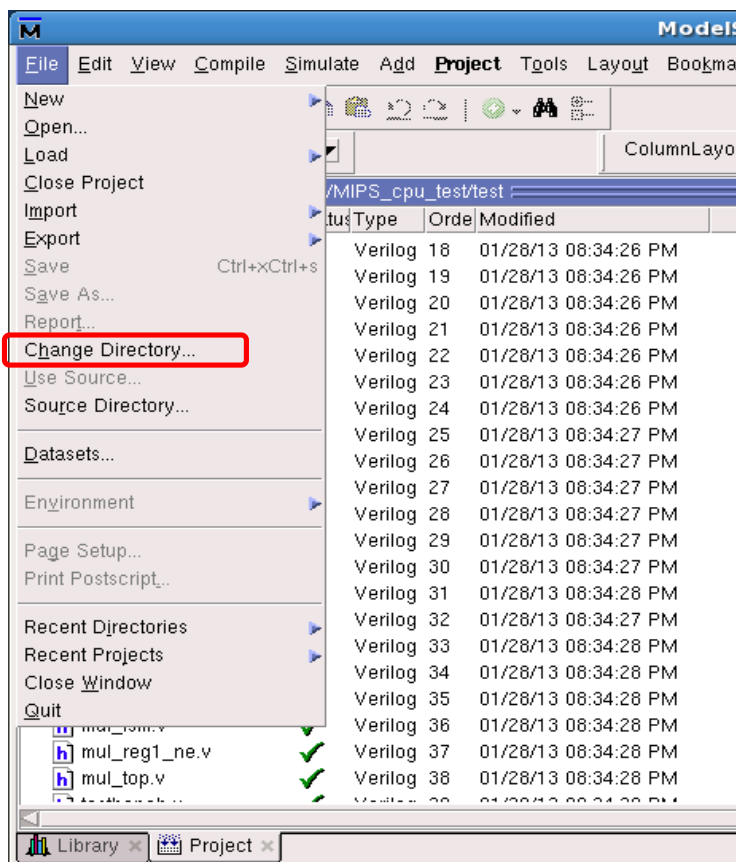 ModelS
File Edit View Compile Simulate Add Project Tools Layout Bookma
New
Open...
Load
ColumnLayo
Close Project
/MIPS_cpu_test/test
Import
tus Type Orde Modified
Export
Save Ctrl+xCtrl+s
Verilog 18 01/28/13 08:34:26 PM
Verilog 19 01/28/13 08:34:26 PM
Save As...
Verilog 20 01/28/13 08:34:26 PM
Report...
Verilog 21 01/28/13 08:34:26 PM
Change Directory...
Verilog 22 01/28/13 08:34:26 PM
Use Source...
Verilog 23 01/28/13 08:34:26 PM
Source Directory...
Verilog 24 01/28/13 08:34:26 PM
Verilog 25 01/28/13 08:34:27 PM
Datasets...
Verilog 26 01/28/13 08:34:27 PM
Verilog 27 01/28/13 08:34:27 PM
Environment
Verilog 28 01/28/13 08:34:27 PM
Verilog 29 01/28/13 08:34:27 PM
Page Setup...
Verilog 30 01/28/13 08:34:27 PM
Print Postscript...
Verilog 31 01/28/13 08:34:28 PM
Verilog 32 01/28/13 08:34:27 PM
Recent Directories
Verilog 33 01/28/13 08:34:28 PM
Recent Projects
Verilog 34 01/28/13 08:34:28 PM
Close Window
Verilog 35 01/28/13 08:34:28 PM
Quit
Verilog 36 01/28/13 08:34:28 PM
mul_reg1_ne.v Verilog 37 01/28/13 08:34:28 PM
mul_top.v Verilog 38 01/28/13 08:34:28 PM
Library Project